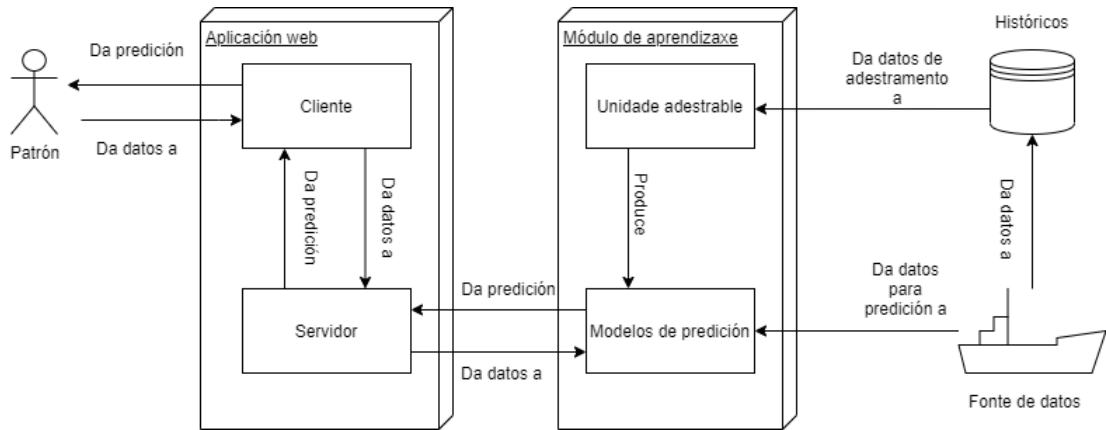 Aplicación web
Módulo de aprendizaxe
Históricos
Da predición
Cliente
Unidade adestrable
Da datos de
adestramento
a
Patrón
Da datos a
Da predición
Da datos a
Produce
Da datos a
Servidor
Da predición
Da datos a
Modelos de predición
Da datos
para
predición a
Fonte de datos